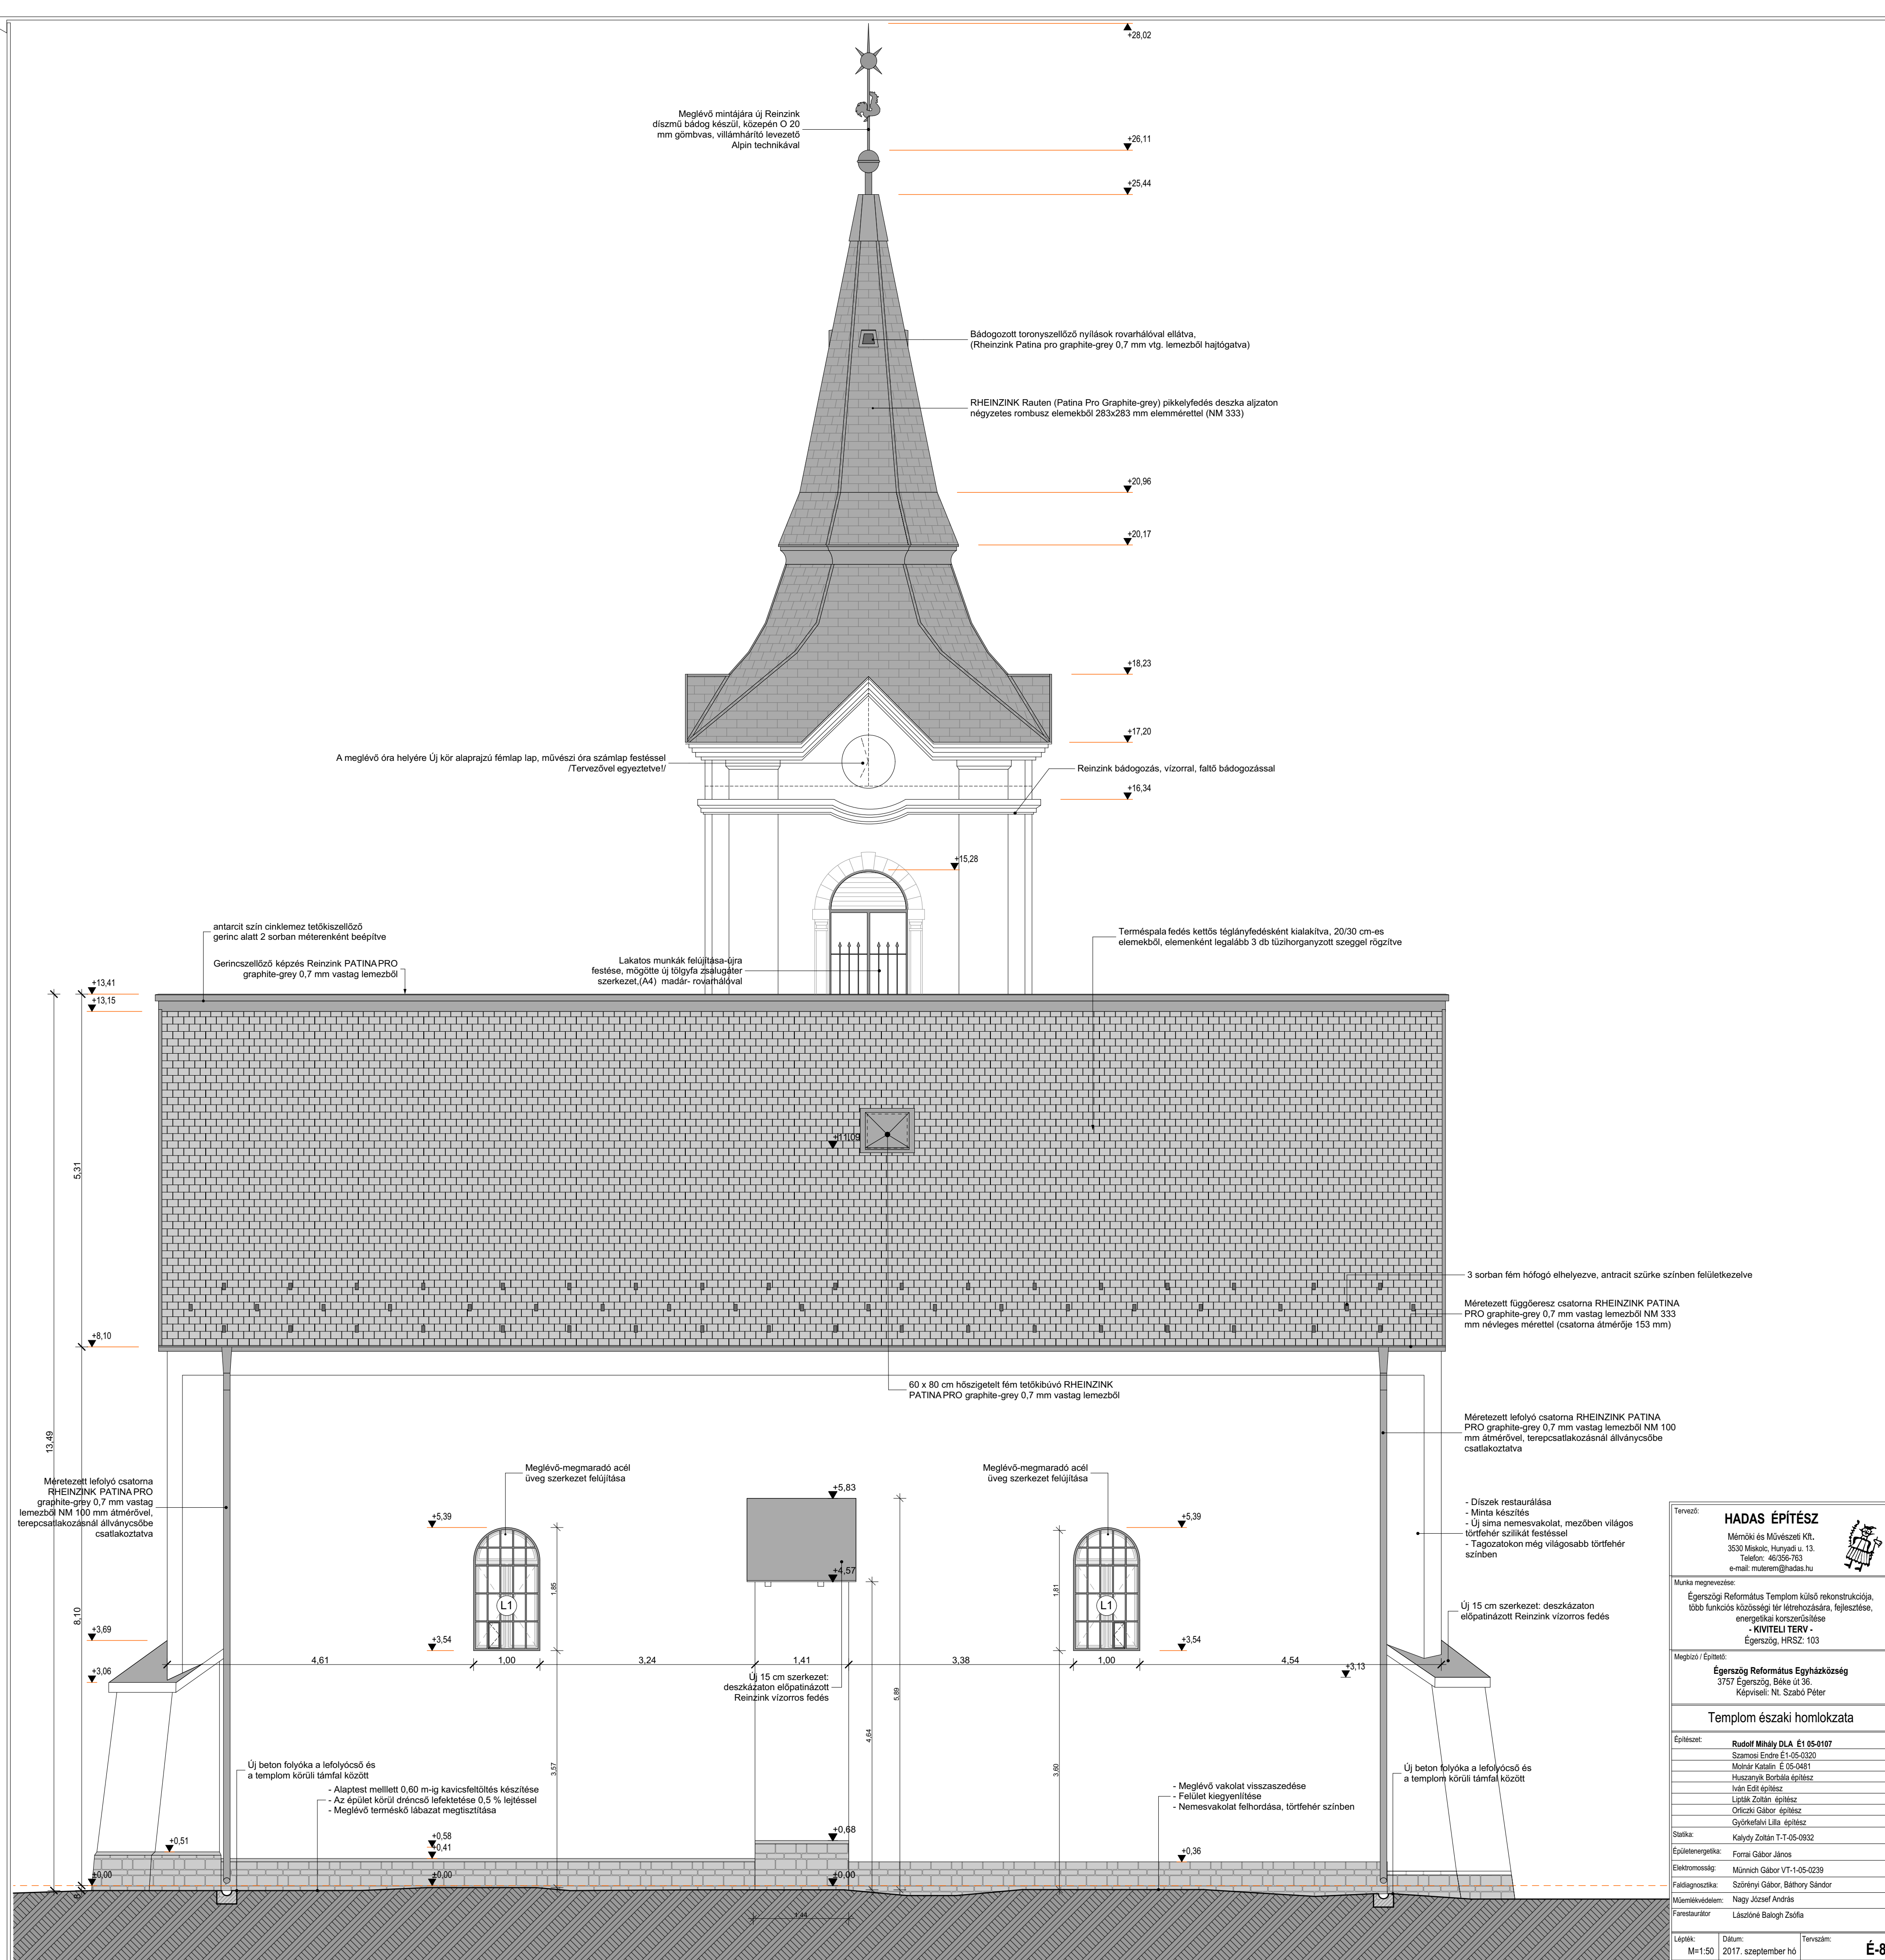 +28,02
Meglévő mintájára új Reinzink
díszmű bádog készül, közepén O 20
mm gömbvas, villámhárító levezető
Alpin technikával
+26,11
+25,44
Bádogozott toronyszellőző nyílások rovarhálóval ellátva,
(Rheinzink Patina pro graphite-grey 0,7 mm vtg. lemezből hajtógatva)
RHEINZINK Rauten (Patina Pro Graphite-grey) pikkelyfedés deszka aljzaton
négyzetes rombusz elemekből 283x283 mm elemmérettel (NM 333)
+20,96
+20,17
+18,23
+17,20
A meglévő óra helyére Új kör alaprajzú fémlap lap, művészi óra számlap festéssel
/Tervezővel egyeztetve!/
Reinzink bádogozás, vízorral, faltő bádogozással
+16,34
+15,28
antarcit szín cinklemez tetőkiszellőző
gerinc alatt 2 sorban méterenként beépítve
Gerincszellőző képzés Reinzink PATINA PRO
graphite-grey 0,7 mm vastag lemezből
Lakatos munkák felújítása-újra
festése, mögötte új tölgyfa zsalugáter
szerkezet,(A4) madár- rovarhálóval
Terméspala fedés kettős téglányfedésként kialakítva, 20/30 cm-es
elemekből, elemenként legalább 3 db tüzihorganyzott szeggel rögzítve
+13,41
+13,15
5,31
+11,09
3 sorban fém hófogó elhelyezve, antracit szürke színben felületkezelve
Méretezett függőeresz csatorna RHEINZINK PATINA
PRO graphite-grey 0,7 mm vastag lemezből NM 333
mm névleges mérettel (csatorna átmérője 153 mm)
+8,10
60 x 80 cm hőszigetelt fém tetőkibúvó RHEINZINK
PATINA PRO graphite-grey 0,7 mm vastag lemezből
13,49
Méretezett lefolyó csatorna RHEINZINK PATINA
PRO graphite-grey 0,7 mm vastag lemezből NM 100
mm átmérővel, terepcsatlakozásnál állványcsőbe
csatlakoztatva
Méretezett lefolyó csatorna
RHEINZINK PATINA PRO
graphite-grey 0,7 mm vastag
lemezből NM 100 mm átmérővel,
terepcsatlakozásnál állványcsőbe
csatlakoztatva
Meglévő-megmaradó acél
üveg szerkezet felújítása
Meglévő-megmaradó acél
üveg szerkezet felújítása
+5,83
+5,39
+5,39
+4,57
- Díszek restaurálása
- Minta készítés
- Új sima nemesvakolat, mezőben világos
törtfehér szilikát festéssel
- Tagozatokon még világosabb törtfehér
színben
8,10
1,85
1,81
L1
L1
Új 15 cm szerkezet: deszkázaton
előpatinázott Reinzink vízorros fedés
+3,69
+3,54
+3,54
+3,06
+3,13
4,61
1,00
3,24
1,41
3,38
1,00
4,54
Új 15 cm szerkezet:
deszkázaton előpatinázott
Reinzink vízorros fedés
5,89
4,64
3,57
3,60
Új beton folyóka a lefolyócső és
a templom körüli támfal között
- Alaptest melllett 0,60 m-ig kavicsfeltöltés készítése
- Az épület körül dréncső lefektetése 0,5 % lejtéssel
- Meglévő terméskő lábazat megtisztítása
- Meglévő vakolat visszaszedése
- Felület kiegyenlítése
- Nemesvakolat felhordása, törtfehér színben
Új beton folyóka a lefolyócső és
a templom körüli támfal között
+0,51
+0,58
+0,41
+0,68
+0,36
±0,00
±0,00
±0,00
8
1,44
Tervező:
HADAS ÉPÍTÉSZ
Mérnöki és Művészeti Kft.
3530 Miskolc, Hunyadi u. 13.
Telefon: 46/356-763
e-mail: muterem@hadas.hu
Munka megnevezése:
Égerszögi Református Templom külső rekonstrukciója,
több funkciós közösségi tér létrehozására, fejlesztése,
energetikai korszerűsítése
- KIVITELI TERV -
Égerszög, HRSZ: 103
Megbízó / Építtető:
Égerszög Református Egyházközség
3757 Égerszög, Béke út 36.
Képviseli: Nt. Szabó Péter
Templom északi homlokzata
Építészet: Rudolf Mihály DLA É1 05-0107
Szamosi Endre É1-05-0320
Molnár Katalin É 05-0481
Huszanyik Borbála építész
Iván Edit építész
Lipták Zoltán építész
Orliczki Gábor építész
Györkefalvi Lilla építész
Statika: Kalydy Zoltán T-T-05-0932
Épületenergetika: Forrai Gábor János
Elektromosság: Münnich Gábor VT-1-05-0239
Faldiagnosztika: Szörényi Gábor, Báthory Sándor
Műemlékvédelem: Nagy József András
Farestaurátor Lászlóné Balogh Zsófia
Lépték: Dátum: Tervszám:
M=1:50 2017. szeptember hó É-8